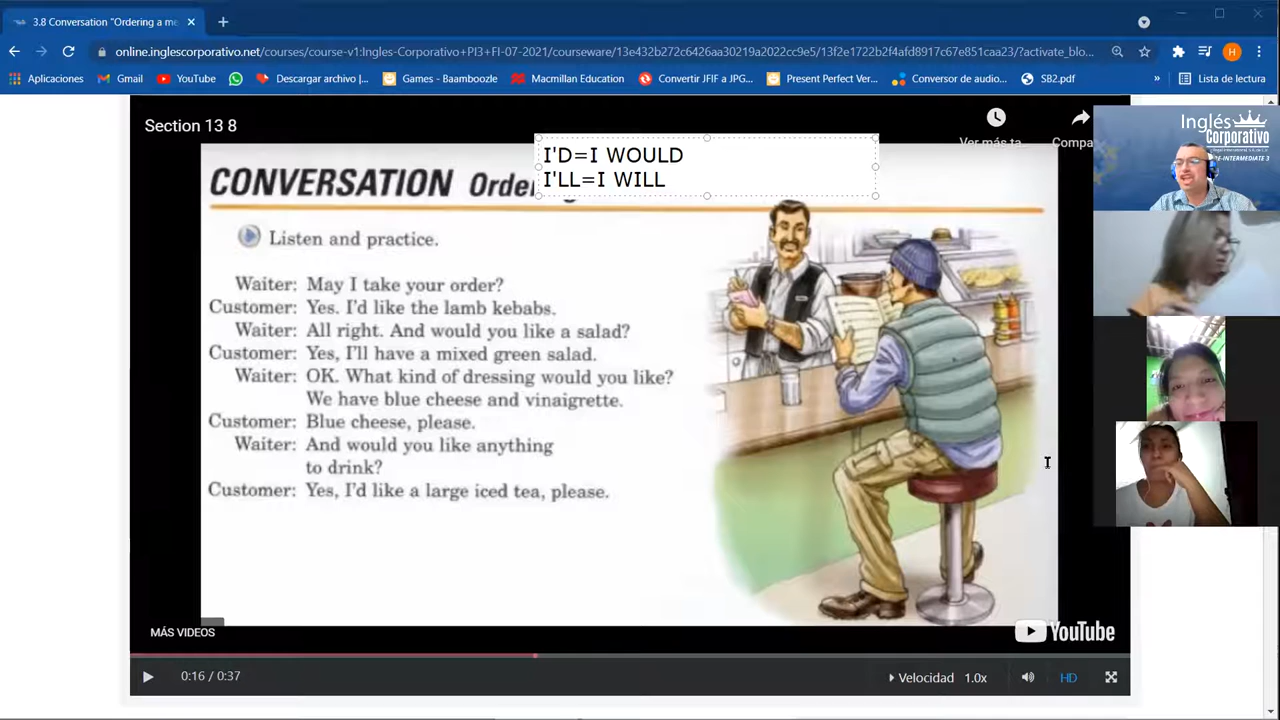 3.8 Conversation "Ordering a me
online.inglescorporativo.net/courses/course-v1:Ingles-Corporativo+PI3+FI-07-2021/courseware/13e432b272c6426aa30219a2022cc9e5/13f2e1722b2f4afd8917c67e851caa23/?activate_blo...
H
Aplicaciones
Gmail
YouTube
Descargar archivo |...
Games - Baamboozle
Macmillan Education
Convertir JFIF a JPG...
Present Perfect Ver...
Conversor de audio...
SB2.pdf
»
Lista de lectura
Section 13 8
Ver más ta...
Compa
Inglés
Corporativo
RE-INTERMEDIATE 3
I'D=I WOULD
I'LL=I WILL
CONVERSATION
Listen and practice.
Waiter: May I take your order?
Customer: Yes. I'd like the lamb kebabs.
Waiter: All right. And would you like a salad?
Customer: Yes, I'll have a mixed green salad.
Waiter: OK. What kind of dressing would you like?
We have blue cheese and vinaigrette.
Customer: Blue cheese, please.
Waiter: And would you like anything
to drink?
Customer: Yes, I'd like a large iced tea, please.
MÁS VIDEOS
YouTube
0:16 / 0:37
Velocidad 1.0x
HD